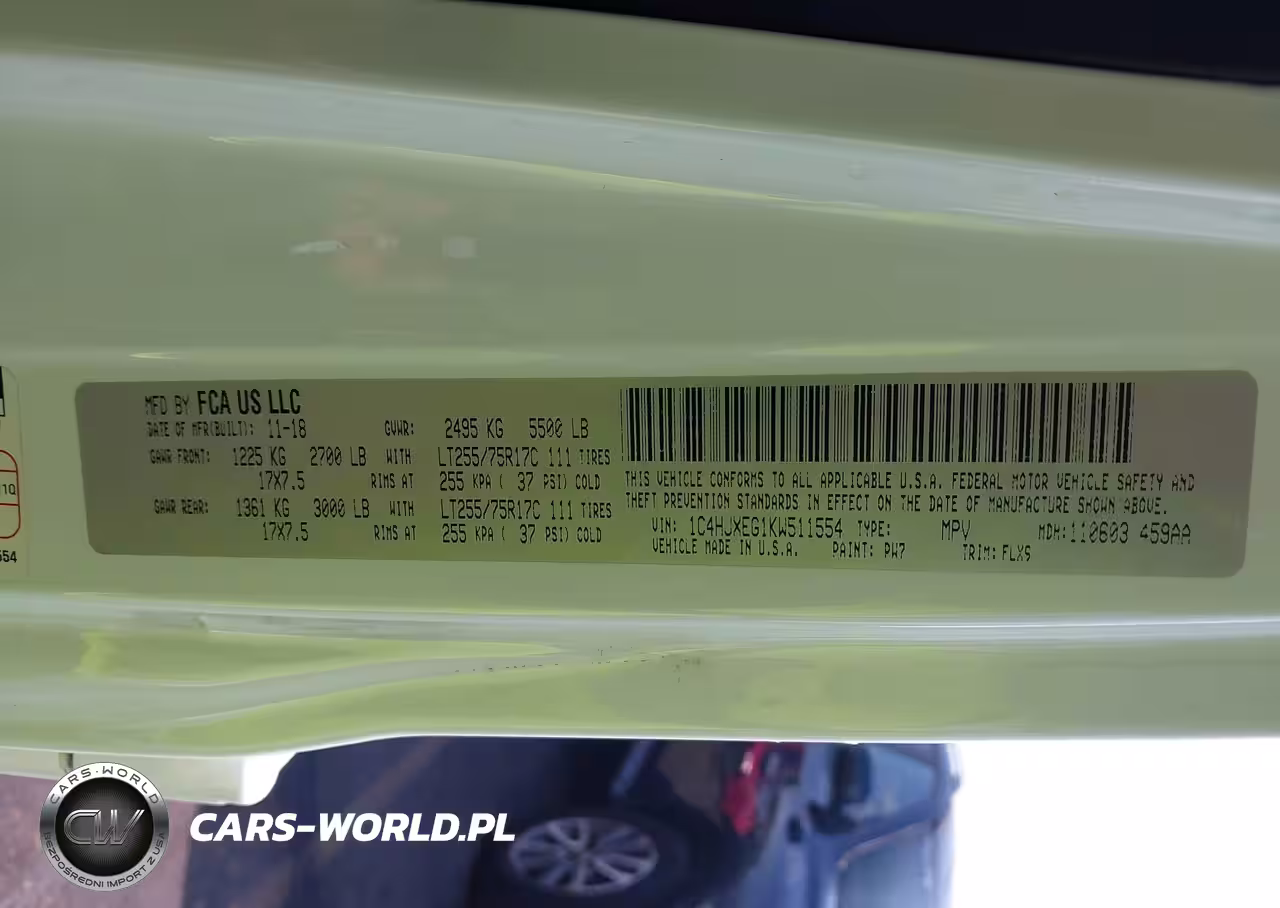 MFD BY FCA US LLC
DATE OF MFR(BUILT): 11-18 GVWR: 2495 KG 5500 LB
GAWR FRONT: 1225 KG 2700 LB WITH LT255/75R17C 111 TIRES
17X7.5 RIMS AT 255 KPA ( 37 PSI) COLD
GAWR REAR: 1361 KG 3000 LB WITH LT255/75R17C 111 TIRES
17X7.5 RIMS AT 255 KPA ( 37 PSI) COLD
THIS VEHICLE CONFORMS TO ALL APPLICABLE U.S.A. FEDERAL MOTOR VEHICLE SAFETY AND
THEFT PREVENTION STANDARDS IN EFFECT ON THE DATE OF MANUFACTURE SHOWN ABOVE.
VIN: 1C4HJXEG1KW511554 TYPE: MPV MDH: 110603 459AA
VEHICLE MADE IN U.S.A. PAINT: PW7 TRIM: FLX9
554
CARS-WORLD
CW
BEZPOŚREDNI IMPORT Z USA
CARS-WORLD.PL